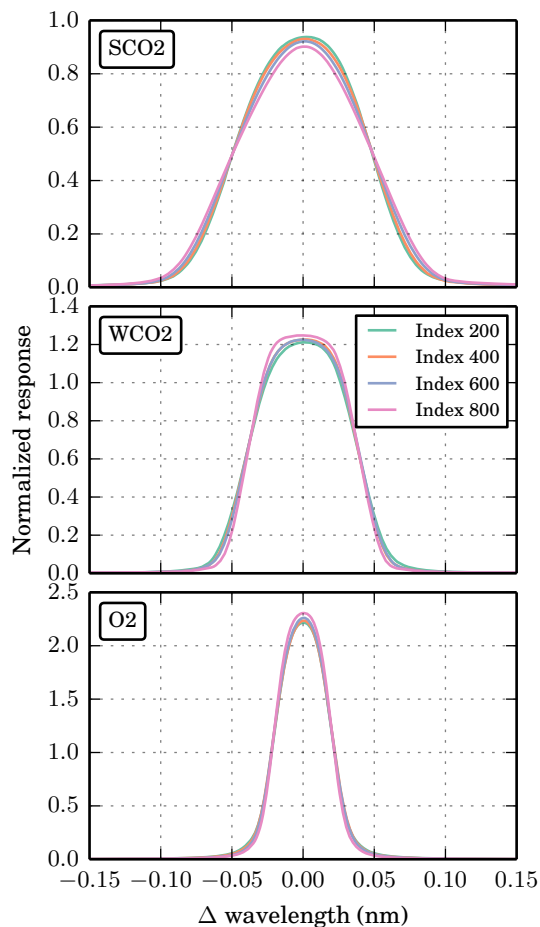 1.0
SCO2
0.8
0.6
0.4
0.2
0.0
1.4
WCO2
Index 200
1.2
Index 400
1.0
Index 600
Index 800
0.8
0.6
0.4
0.2
0.0
Normalized response
2.5
O2
2.0
1.5
1.0
0.5
0.0
−0.15 −0.10 −0.05 0.00 0.05 0.10 0.15
Δ wavelength (nm)